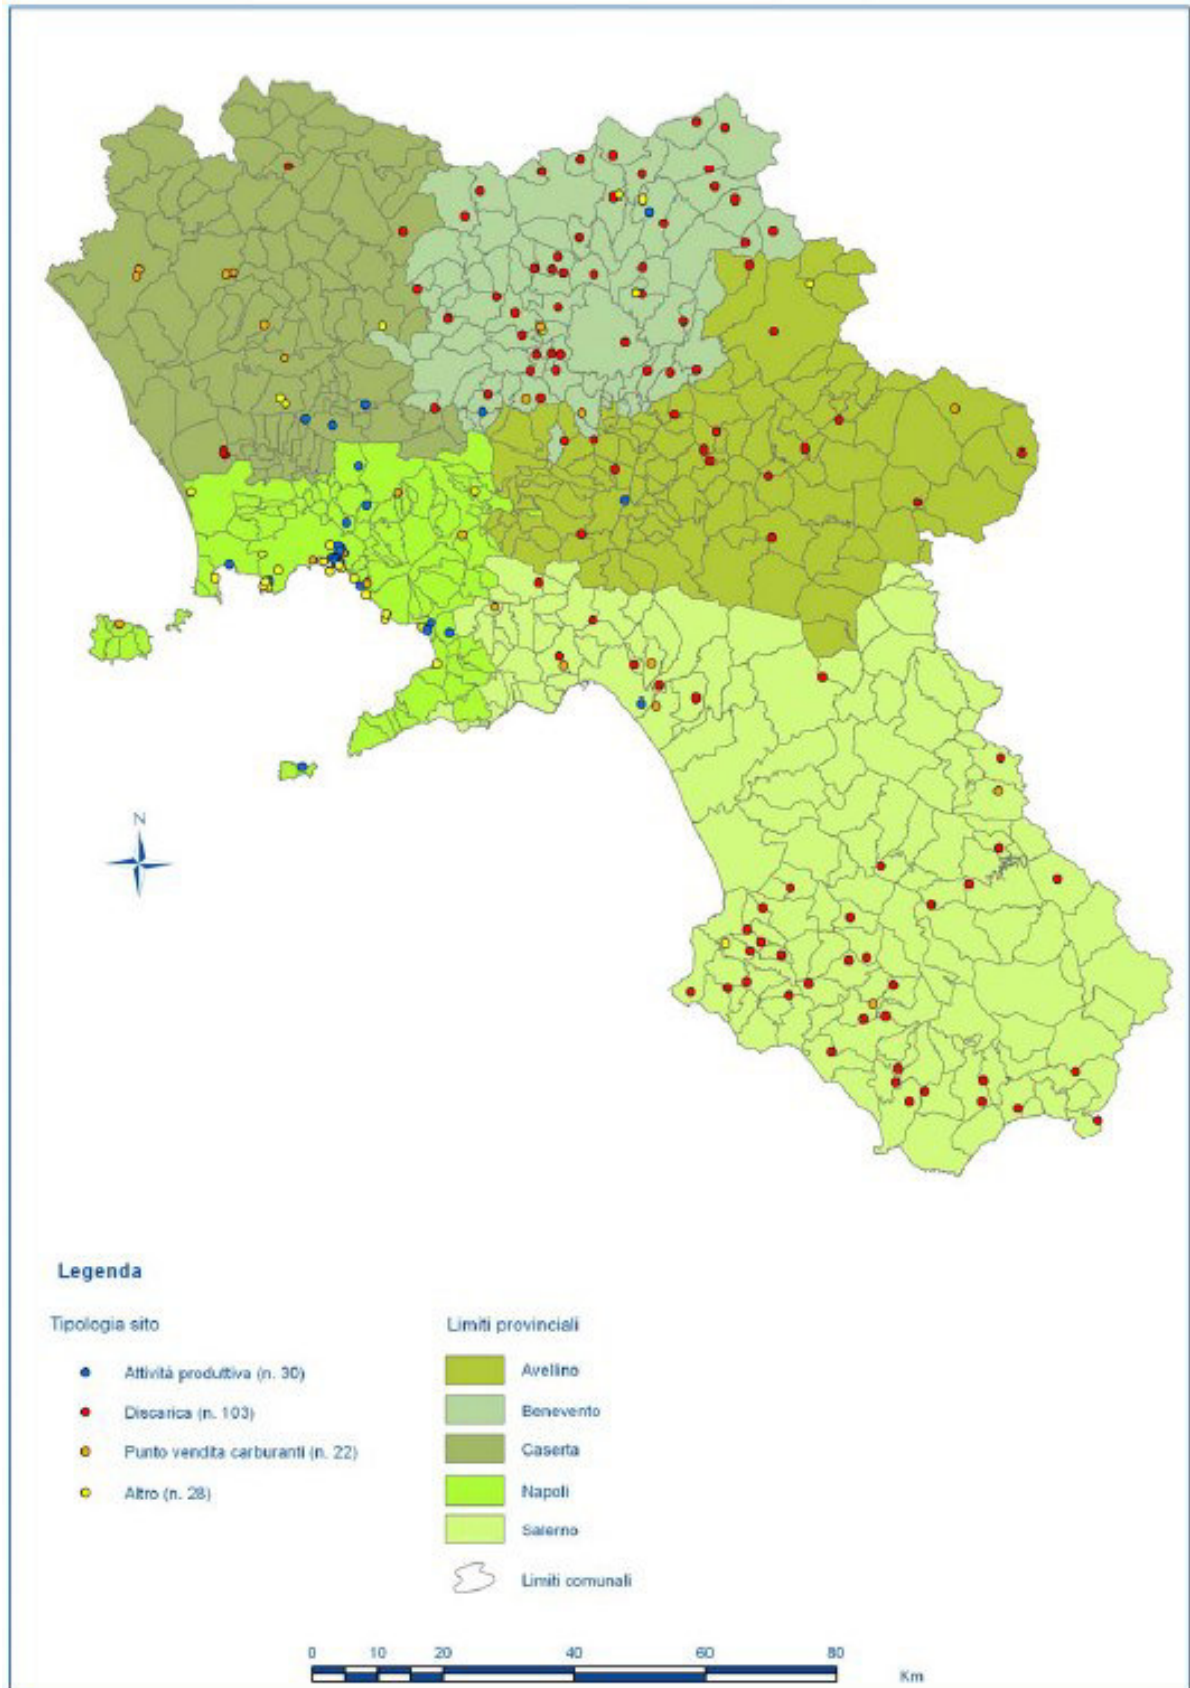 N
Legenda
Tipologia sito
Attività produttiva (n. 30)
Discarica (n. 103)
Punto vendita carburanti (n. 22)
Altro (n. 28)
Limiti provinciali
Avellino
Benevento
Caserta
Napoli
Salerno
Limiti comunali
0 10 20 40 60 80
Km